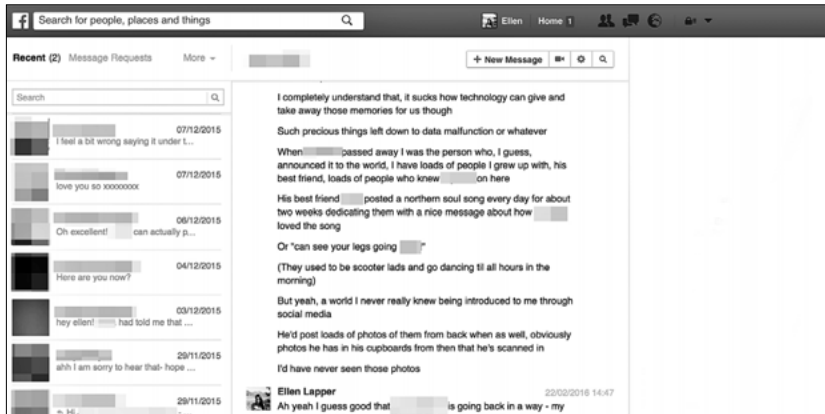 f
Search for people, places and things
Ellen Home 1
Recent (2) Message Requests More
+ New Message
Search
07/12/2015
I feel a bit wrong saying it under t...
07/12/2015
love you so xxxxxxxx
06/12/2015
Oh excellent! can actually p...
04/12/2015
Here are you now?
03/12/2015
hey ellen! had told me that ...
29/11/2015
ahh I am sorry to hear that- hope ...
29/11/2015
Hi
I completely understand that, it sucks how technology can give and
take away those memories for us though
Such precious things left down to data malfunction or whatever
When passed away I was the person who, I guess,
announced it to the world, I have loads of people I grew up with, his
best friend, loads of people who knew on here
His best friend posted a northern soul song every day for about
two weeks dedicating them with a nice message about how
loved the song
Or "can see your legs going "
(They used to be scooter lads and go dancing til all hours in the
morning)
But yeah, a world I never really knew being introduced to me through
social media
He'd post loads of photos of them from back when as well, obviously
photos he has in his cupboards from then that he's scanned in
I'd have never seen those photos
Ellen Lapper 22/02/2016 14:47
Ah yeah I guess good that is going back in a way - my